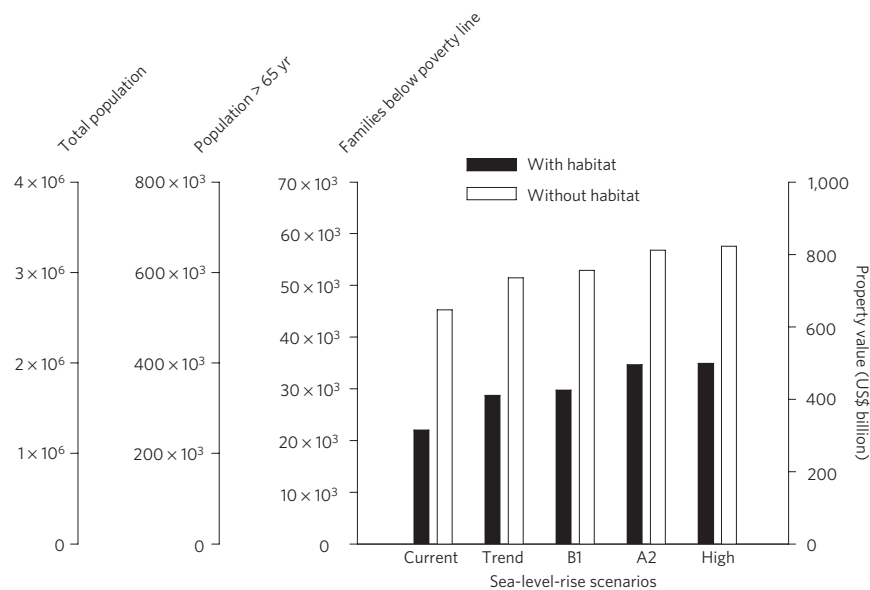 Total population
Population > 65 yr
Families below poverty line
With habitat
Without habitat
4 × 10⁶
3 × 10⁶
2 × 10⁶
1 × 10⁶
0
800 × 10³
600 × 10³
400 × 10³
200 × 10³
0
70 × 10³
60 × 10³
50 × 10³
40 × 10³
30 × 10³
20 × 10³
10 × 10³
0
1,000
800
600
400
200
0
Property value (US$ billion)
Current Trend B1 A2 High
Sea-level-rise scenarios